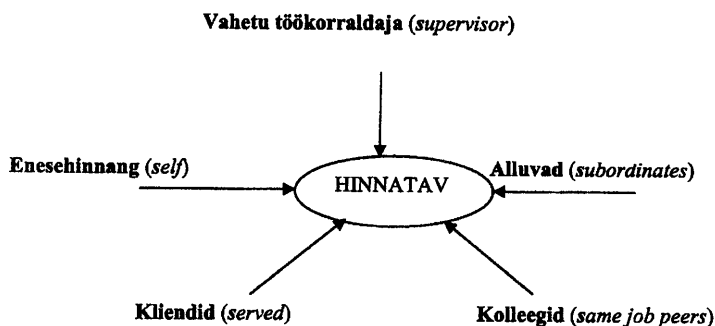 Vahetu töökorraldaja (supervisor)
Enesehinnang (self)
HINNATAV
Alluvad (subordinates)
Kliendid (served)
Kolleegid (same job peers)